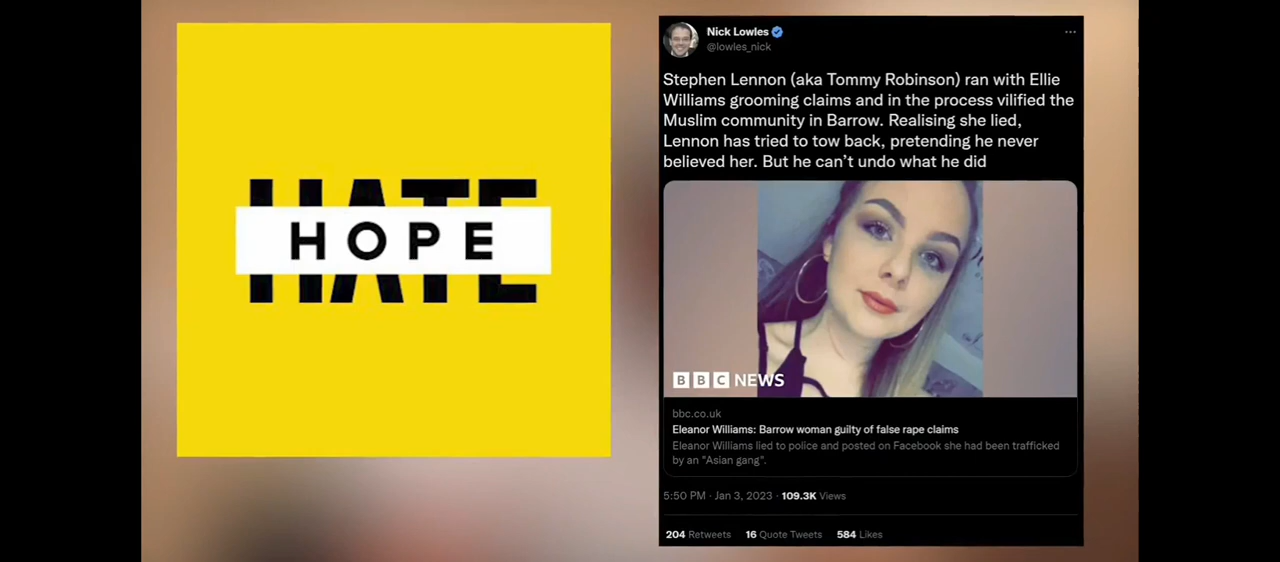 HATE
HOPE
Nick Lowles
@lowles_nick
Stephen Lennon (aka Tommy Robinson) ran with Ellie
Williams grooming claims and in the process vilified the
Muslim community in Barrow. Realising she lied,
Lennon has tried to tow back, pretending he never
believed her. But he can’t undo what he did
BBC NEWS
bbc.co.uk
Eleanor Williams: Barrow woman guilty of false rape claims
Eleanor Williams lied to police and posted on Facebook she had been trafficked
by an "Asian gang".
5:50 PM · Jan 3, 2023 · 109.3K Views
204 Retweets 16 Quote Tweets 584 Likes